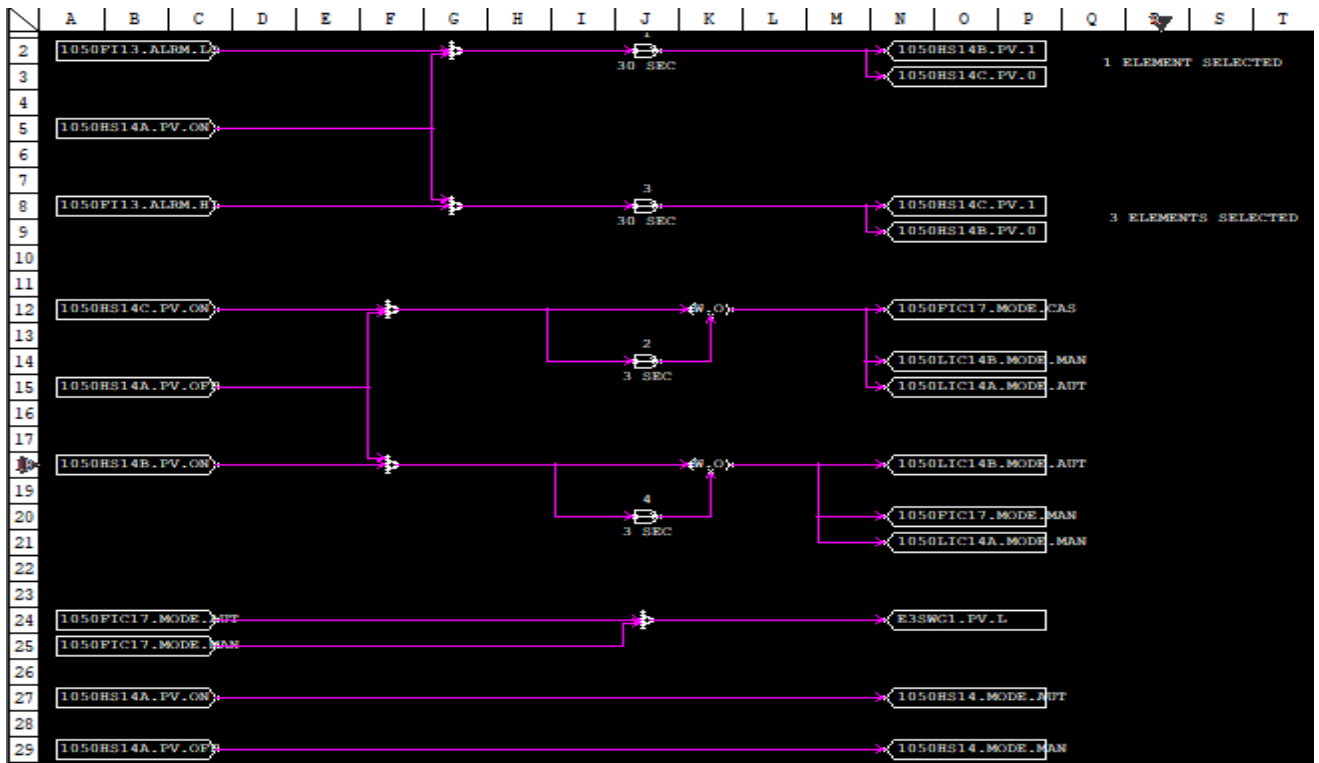 A B C D E F G H I J K L M N O P Q R S T
1
2 1050FI13.ALRM.LO 1050HS14B.PV.1
30 SEC 1 ELEMENT SELECTED
3 1050HS14C.PV.0
4
5 1050HS14A.PV.ON
6
7
3
8 1050FI13.ALRM.HI 1050HS14C.PV.1
30 SEC 3 ELEMENTS SELECTED
9 1050HS14B.PV.0
10
11
12 1050HS14C.PV.ON W.O 1050FIC17.MODE.CAS
13
2
14 1050LIC14B.MODE.MAN
3 SEC
15 1050HS14A.PV.OFF 1050LIC14A.MODE.AUT
16
17
1050HS14B.PV.ON W.O 1050LIC14B.MODE.AUT
19
4
20 1050FIC17.MODE.MAN
3 SEC
21 1050LIC14A.MODE.MAN
22
23
24 1050FIC17.MODE.AUT E3SWG1.PV.L
25 1050FIC17.MODE.MAN
26
27 1050HS14A.PV.ON 1050HS14.MODE.AUT
28
29 1050HS14A.PV.OFF 1050HS14.MODE.MAN